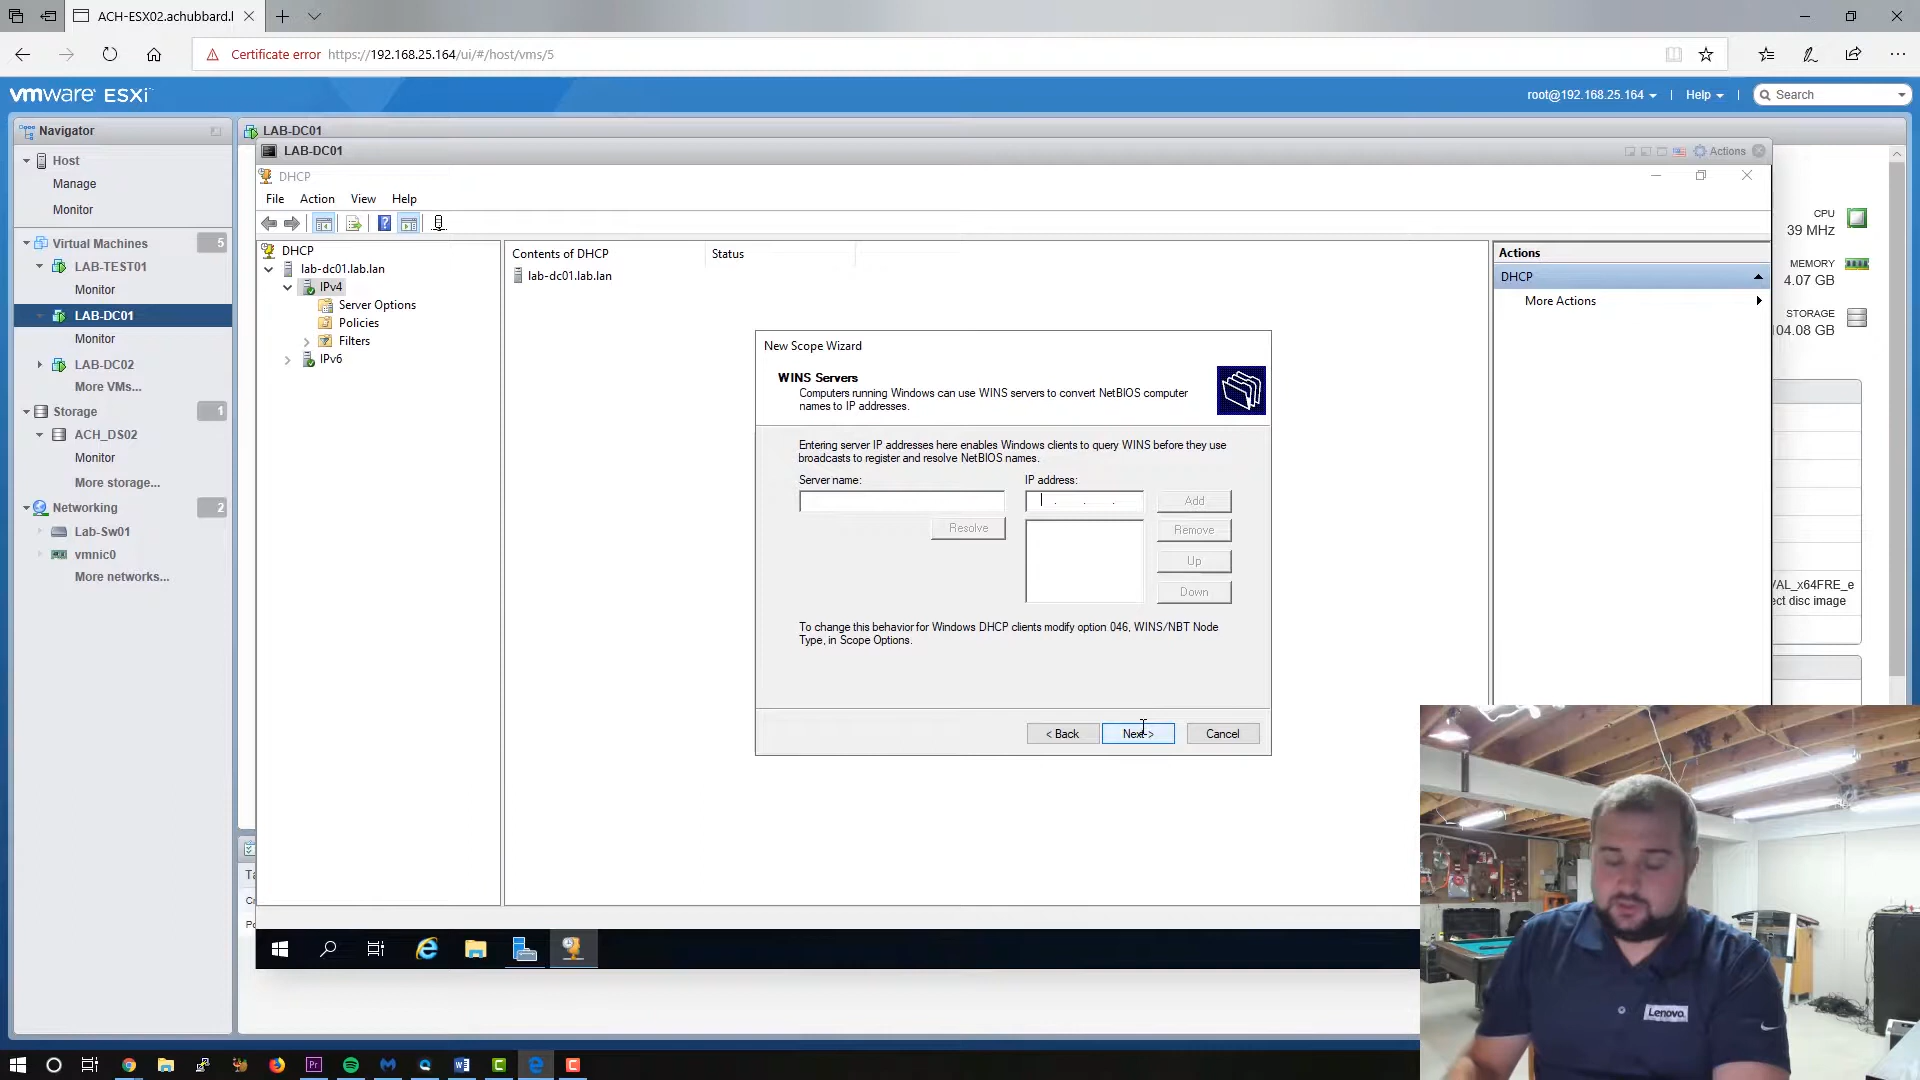 ACH-ESX02.achubbard.l
Certificate error https://192.168.25.164/ui/#/host/vms/5
vmware ESXi
root@192.168.25.164
Help
Search
Navigator
Host
Manage
Monitor
Virtual Machines 5
LAB-TEST01
Monitor
LAB-DC01
Monitor
LAB-DC02
More VMs...
Storage 1
ACH_DS02
Monitor
More storage...
Networking 2
Lab-Sw01
vmnic0
More networks...
LAB-DC01
LAB-DC01
Actions
DHCP
File Action View Help
DHCP
lab-dc01.lab.lan
IPv4
Server Options
Policies
Filters
IPv6
Contents of DHCP Status
lab-dc01.lab.lan
Actions
DHCP
More Actions
CPU
39 MHz
MEMORY
4.07 GB
STORAGE
04.08 GB
VAL_x64FRE_e
ect disc image
New Scope Wizard
WINS Servers
Computers running Windows can use WINS servers to convert NetBIOS computer
names to IP addresses.
Entering server IP addresses here enables Windows clients to query WINS before they use
broadcasts to register and resolve NetBIOS names.
Server name: IP address:
Add
Resolve
Remove
Up
Down
To change this behavior for Windows DHCP clients modify option 046, WINS/NBT Node
Type, in Scope Options.
< Back
Next >
Cancel
Lenovo